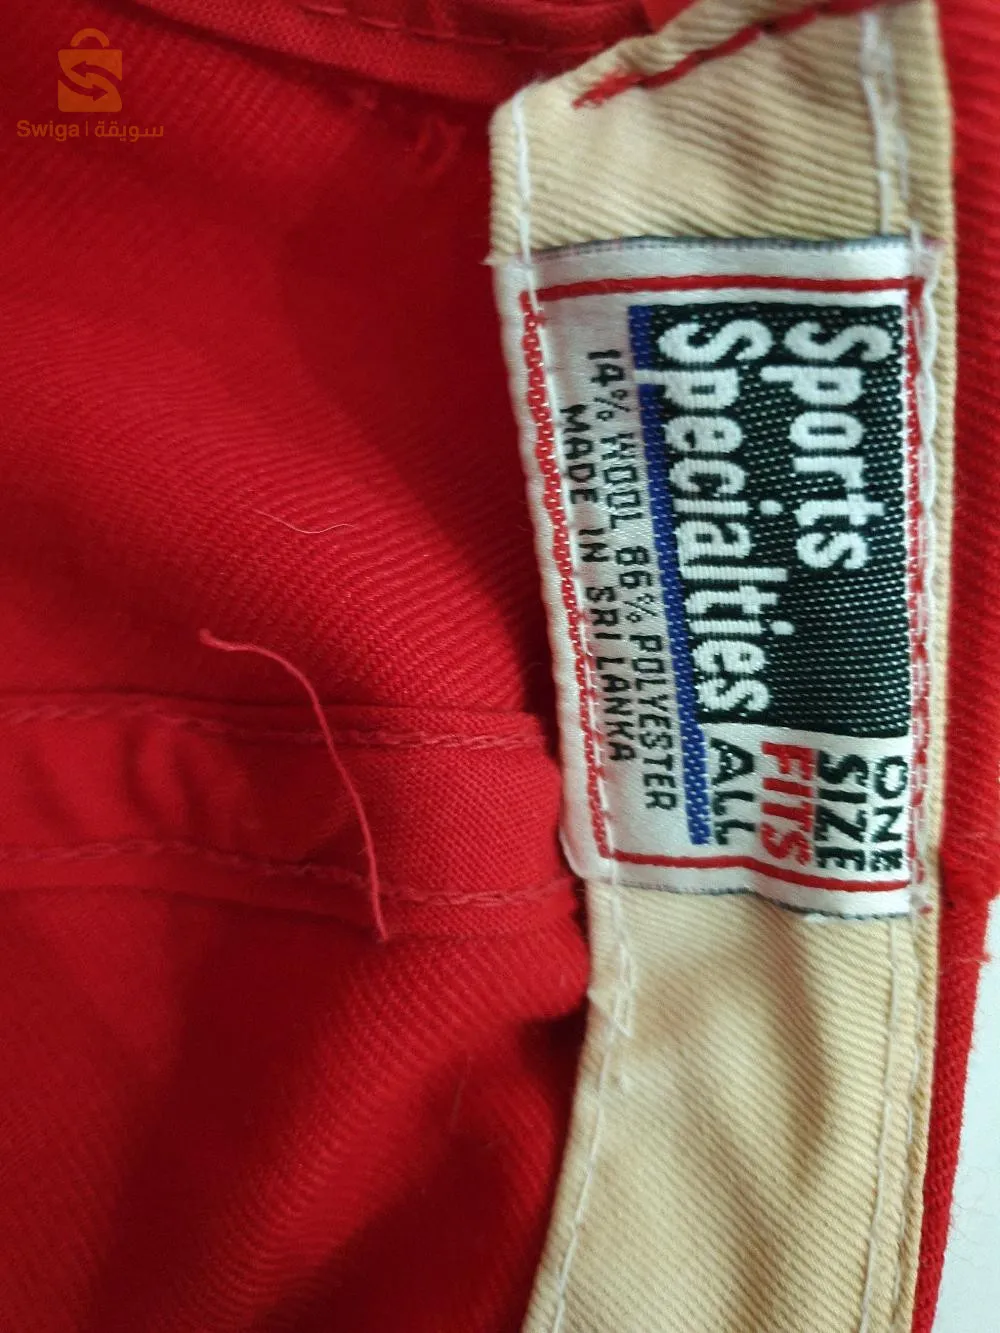 Swiga | سويقة
Sports
Specialties
ONE
SIZE
FITS
ALL
14% WOOL 86% POLYESTER
MADE IN SRI LANKA